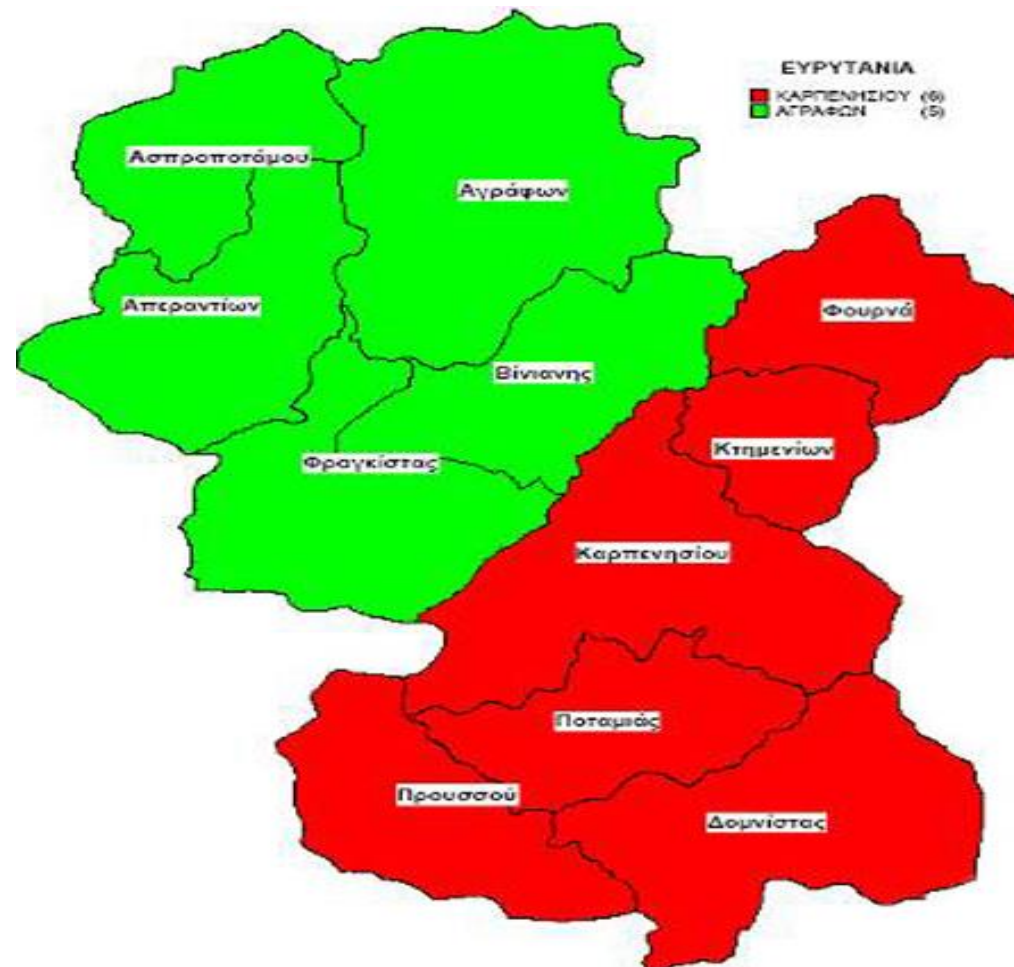 ΕΥΡΥΤΑΝΙΑ
ΚΑΡΠΕΝΗΣΙΟΥ (6)
ΑΓΡΑΦΩΝ (5)
Ασπροποτάμου
Αγράφων
Απεραντίων
Φουρνά
Βίνιανης
Κτημενίων
Φραγκίστας
Καρπενησίου
Ποταμιάς
Προυσσού
Δομνίστας